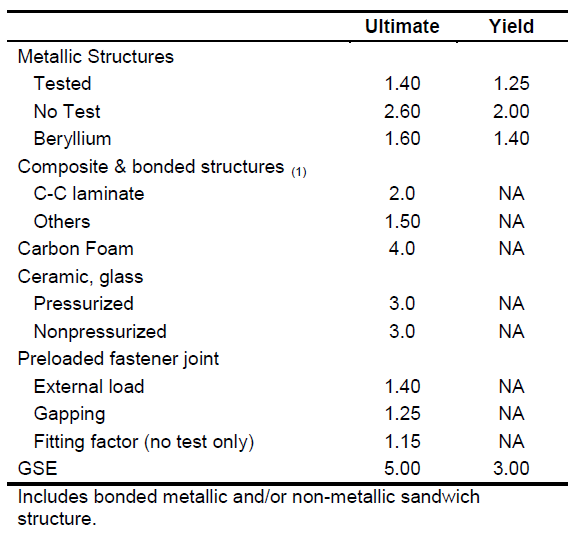 Ultimate Yield
Metallic Structures
Tested 1.40 1.25
No Test 2.60 2.00
Beryllium 1.60 1.40
Composite & bonded structures (1)
C-C laminate 2.0 NA
Others 1.50 NA
Carbon Foam 4.0 NA
Ceramic, glass
Pressurized 3.0 NA
Nonpressurized 3.0 NA
Preloaded fastener joint
External load 1.40 NA
Gapping 1.25 NA
Fitting factor (no test only) 1.15 NA
GSE 5.00 3.00
Includes bonded metallic and/or non-metallic sandwich
structure.